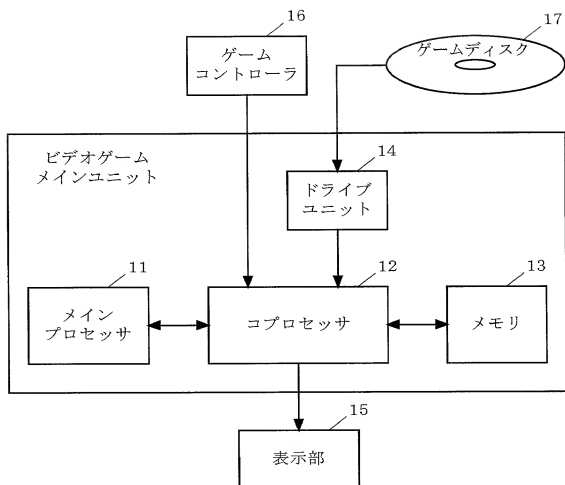 16
ゲーム
コントローラ
17
ゲームディスク
ビデオゲーム
メインユニット
14
ドライブ
ユニット
11
メイン
プロセッサ
12
コプロセッサ
13
メモリ
15
表示部